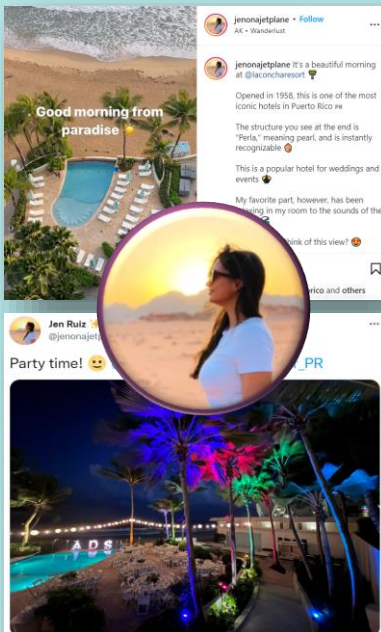 jenonajetplane • Follow
AK • Wanderlust
jenonajetplane It's a beautiful morning
at @laconcharesort
Opened in 1958, this is one of the most
iconic hotels in Puerto Rico PR
The structure you see at the end is
"Perla," meaning pearl, and is instantly
recognizable
This is a popular hotel for weddings and
events
My favorite part, however, has been
in my room to the sounds of the
think of this view?
and others
Good morning from
paradise
Jen Ruiz
Party time!
_PR
ADS